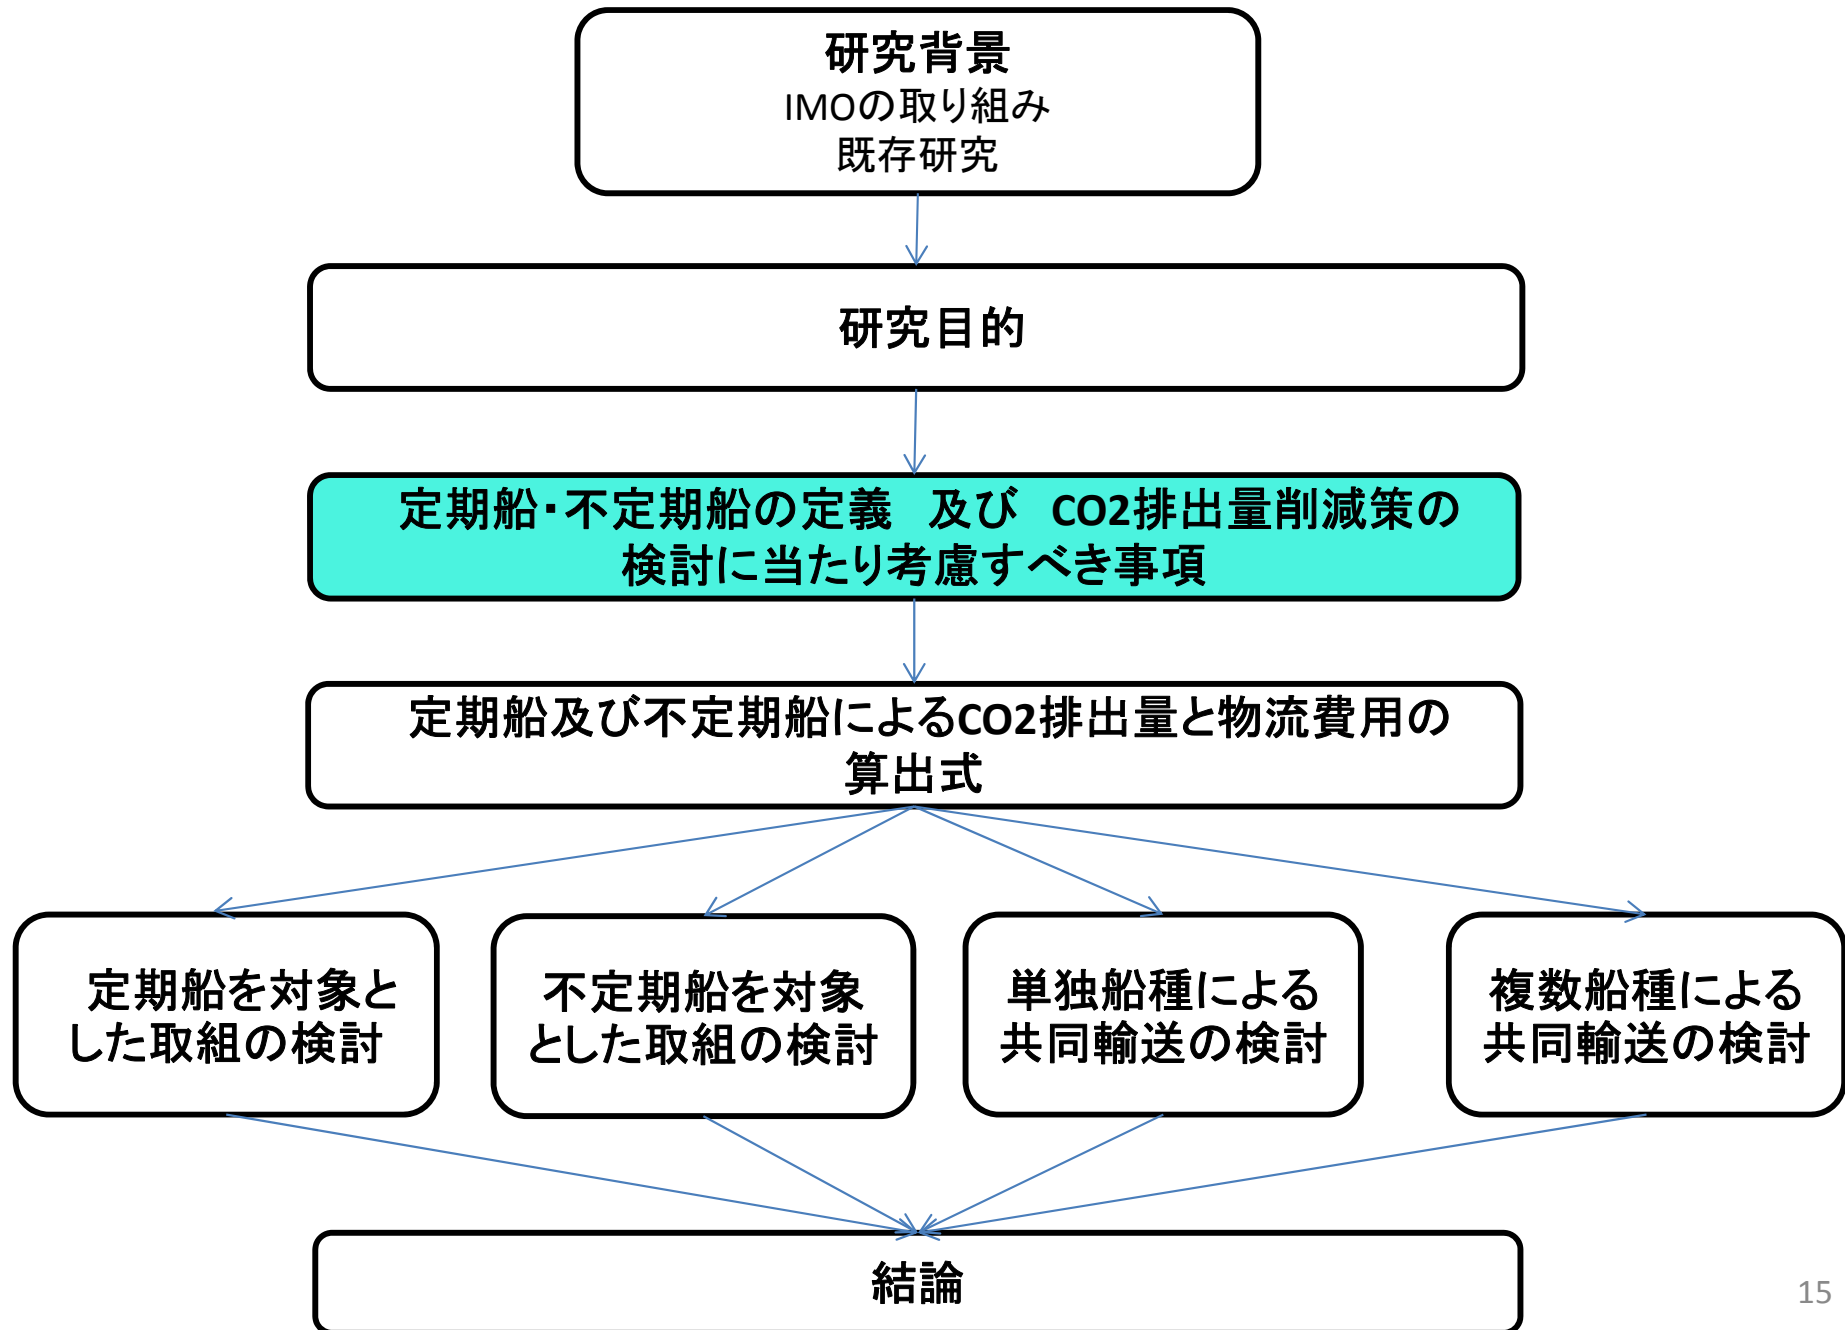 研究背景
IMOの取り組み
既存研究
研究目的
定期船・不定期船の定義　及び　CO2排出量削減策の
検討に当たり考慮すべき事項
定期船及び不定期船によるCO2排出量と物流費用の
算出式
定期船を対象と
した取組の検討
不定期船を対象
とした取組の検討
単独船種による
共同輸送の検討
複数船種による
共同輸送の検討
結論
15